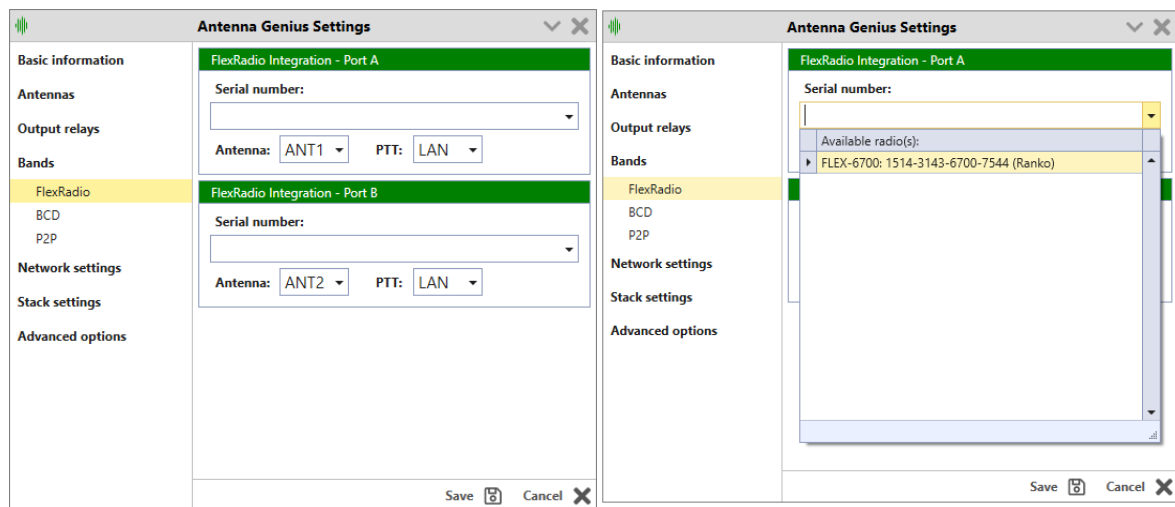 Antenna Genius Settings
Basic information
Antennas
Output relays
Bands
FlexRadio
BCD
P2P
Network settings
Stack settings
Advanced options
FlexRadio Integration - Port A
Serial number:
Antenna: ANT1 PTT: LAN
FlexRadio Integration - Port B
Serial number:
Antenna: ANT2 PTT: LAN
Save Cancel
Antenna Genius Settings
Basic information
Antennas
Output relays
Bands
FlexRadio
BCD
P2P
Network settings
Stack settings
Advanced options
FlexRadio Integration - Port A
Serial number:
Available radio(s):
FLEX-6700: 1514-3143-6700-7544 (Ranko)
Save Cancel